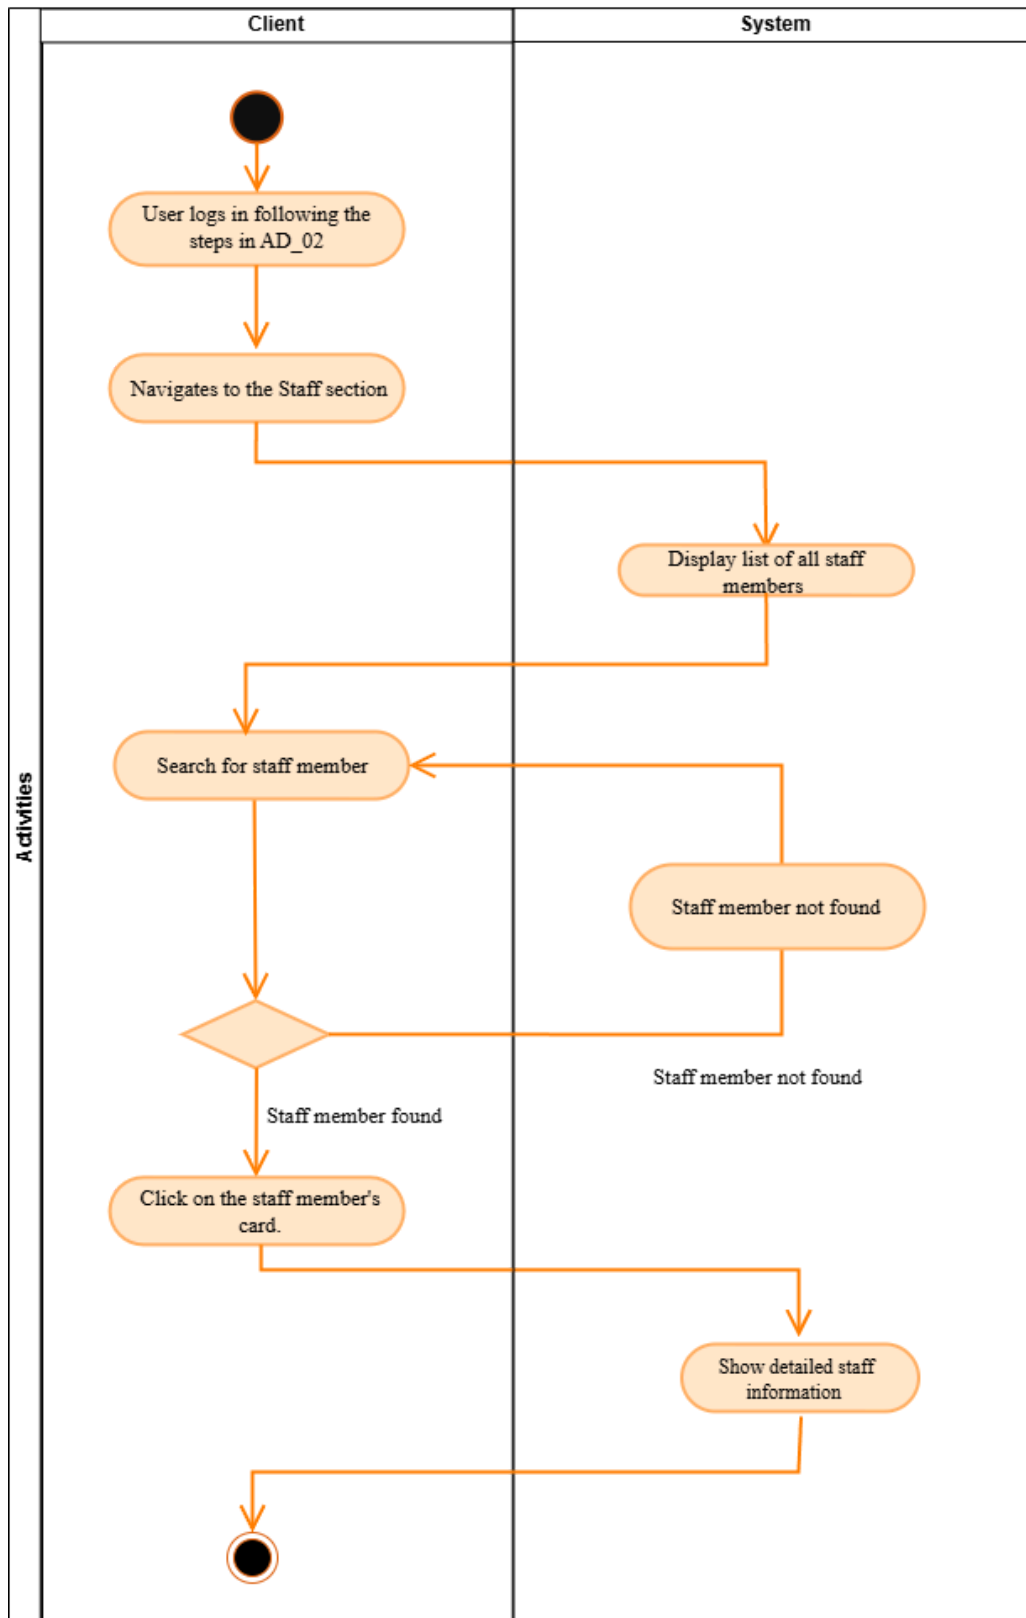 Client
System
Activities
User logs in following the
steps in AD_02
Navigates to the Staff section
Display list of all staff
members
Search for staff member
Staff member not found
Staff member not found
Staff member found
Click on the staff member's
card.
Show detailed staff
information